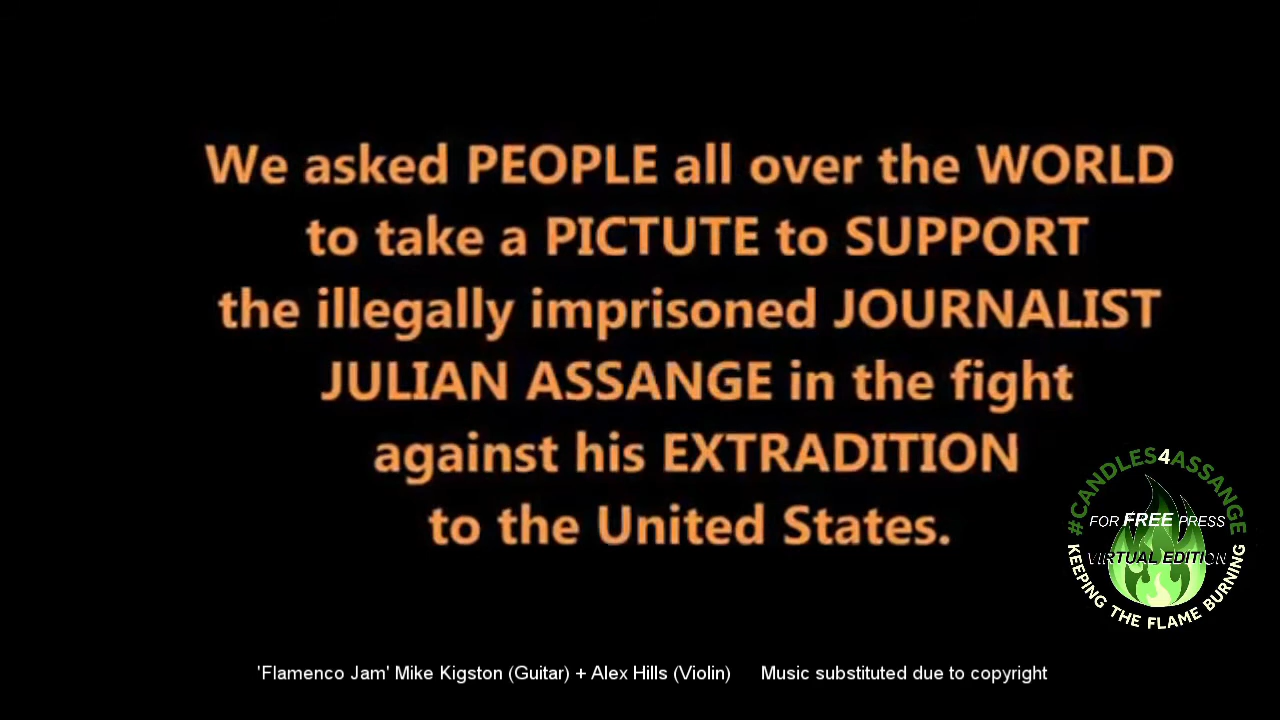 We asked PEOPLE all over the WORLD
to take a PICTUTE to SUPPORT
the illegally imprisoned JOURNALIST
JULIAN ASSANGE in the fight
against his EXTRADITION
to the United States.
#CANDLES4ASSANGE
FOR FREE PRESS
VIRTUAL EDITION
KEEPING THE FLAME BURNING
'Flamenco Jam' Mike Kigston (Guitar) + Alex Hills (Violin) Music substituted due to copyright